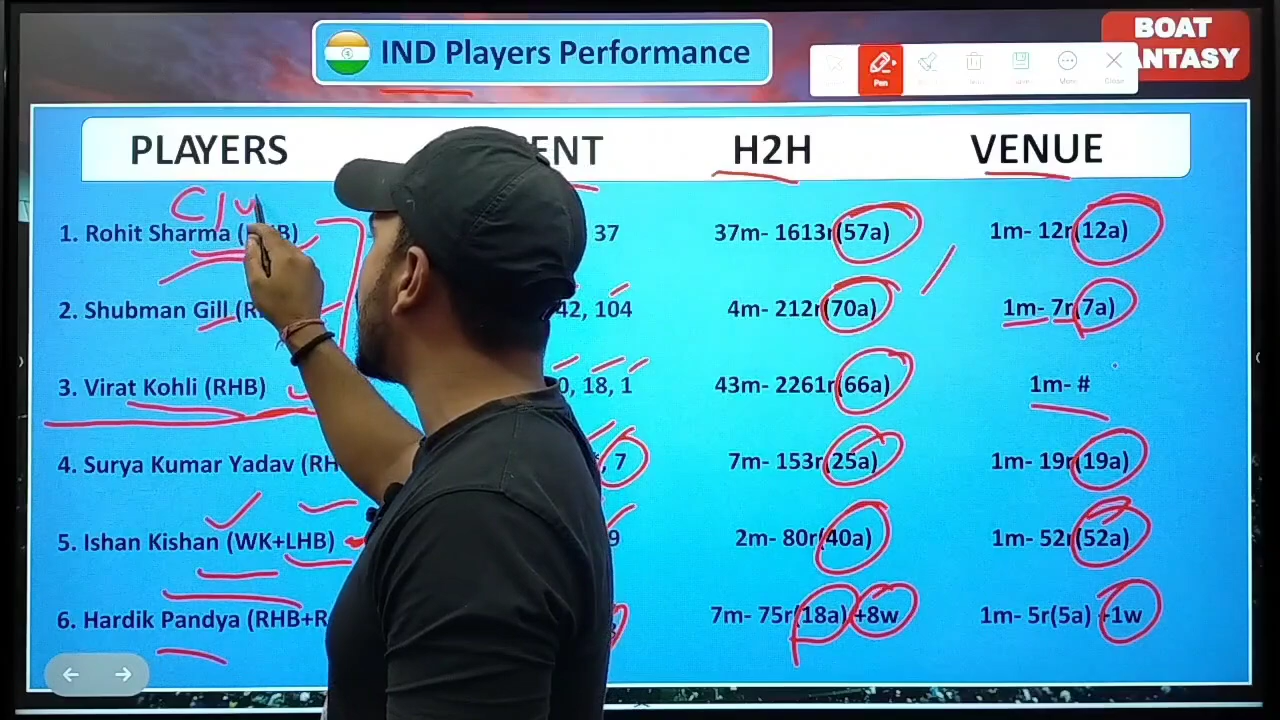 IND Players Performance
BOAT
ANTASY
Pen
More
Close
PLAYERS ENT H2H VENUE
C/V
1. Rohit Sharma ( 37 37m- 1613r(57a) 1m- 12r(12a)
2. Shubman Gill (R 42, 104 4m- 212r(70a) 1m- 7r(7a)
3. Virat Kohli (RHB) 0, 18, 1 43m- 2261r(66a) 1m- #
4. Surya Kumar Yadav (RH , 7 7m- 153r(25a) 1m- 19r(19a)
5. Ishan Kishan (WK+LHB) 9 2m- 80r(40a) 1m- 52r(52a)
6. Hardik Pandya (RHB+R 7m- 75r(18a)+8w 1m- 5r(5a) +1w